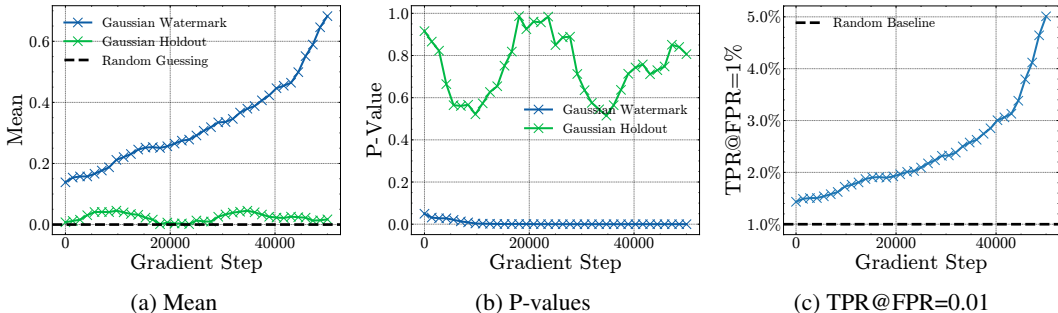 Gaussian Watermark
Gaussian Holdout
Random Guessing
Mean
0.6
0.4
0.2
0.0
0
20000
40000
Gradient Step
(a) Mean
Gaussian Watermark
Gaussian Holdout
P-Value
1.0
0.8
0.6
0.4
0.2
0.0
0
20000
40000
Gradient Step
(b) P-values
Random Baseline
TPR@FPR=1%
5.0%
4.0%
3.0%
2.0%
1.0%
0
20000
40000
Gradient Step
(c) TPR@FPR=0.01